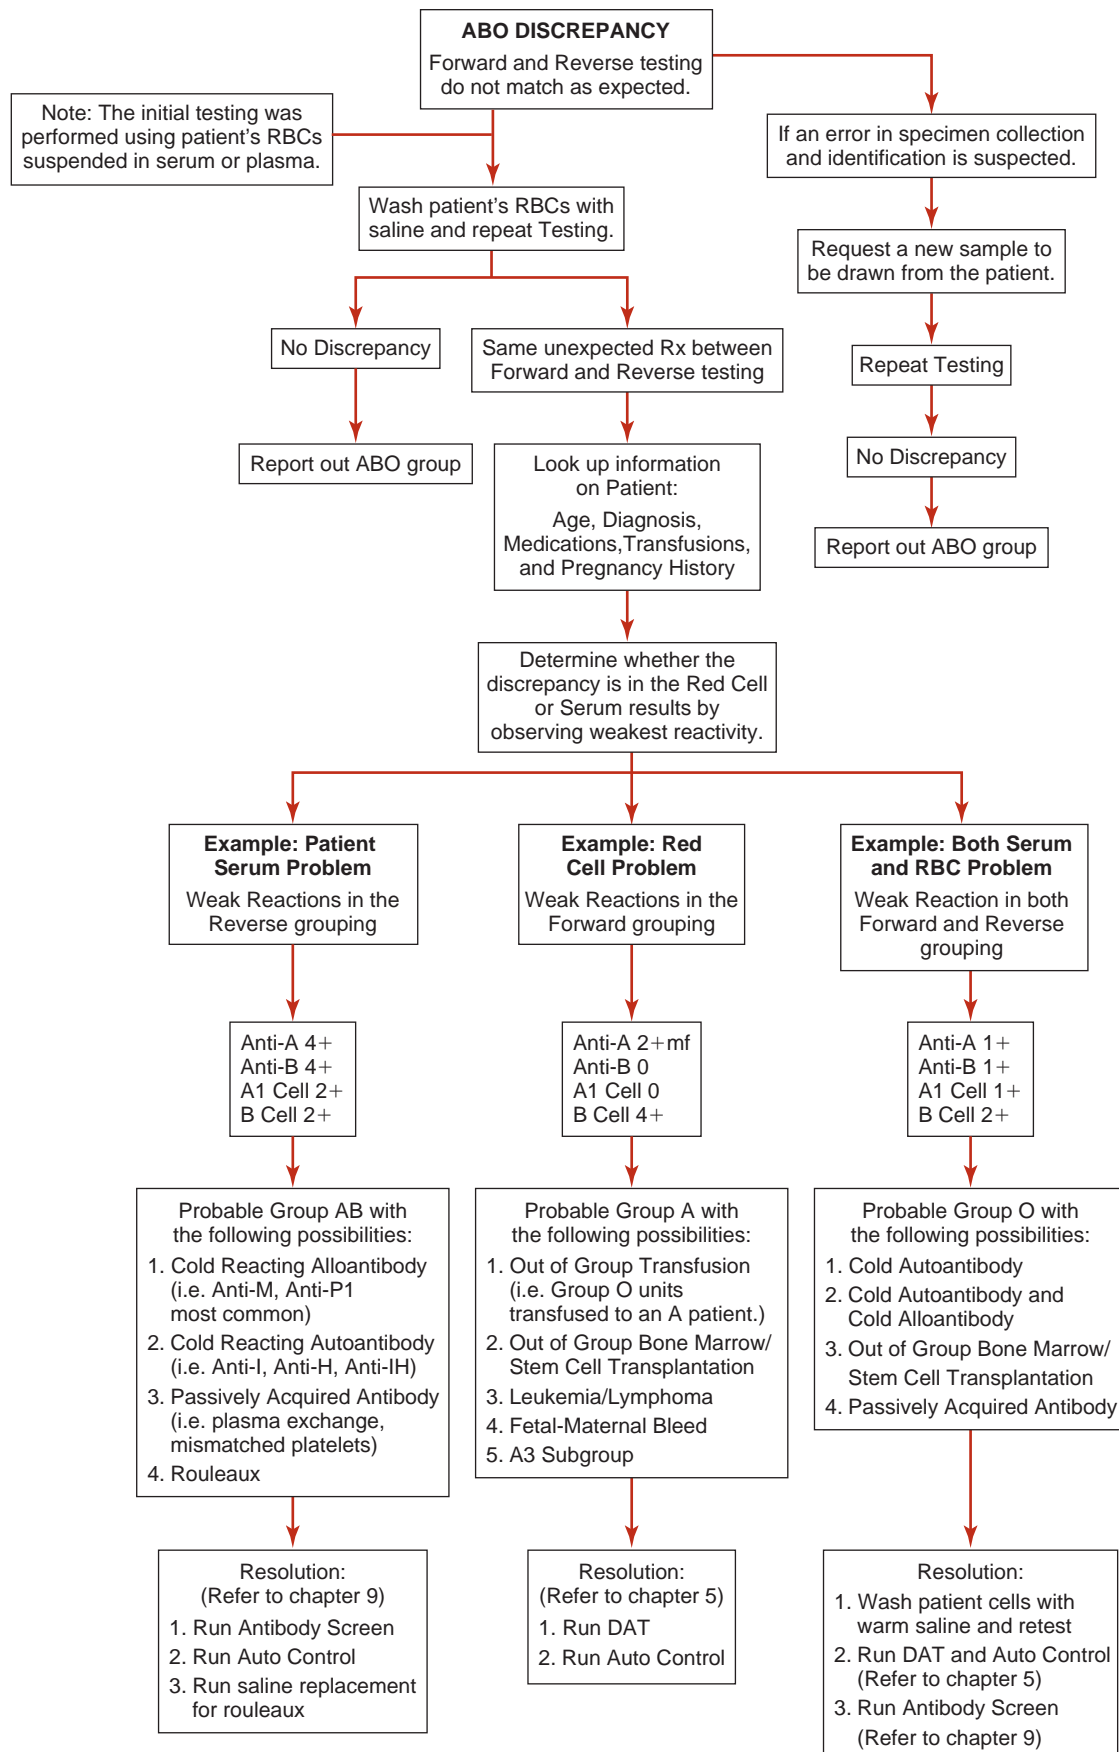 ABO DISCREPANCY
Forward and Reverse testing
do not match as expected.
Note: The initial testing was
performed using patient's RBCs
suspended in serum or plasma.
If an error in specimen collection
and identification is suspected.
Wash patient's RBCs with
saline and repeat Testing.
Request a new sample to
be drawn from the patient.
No Discrepancy
Same unexpected Rx between
Forward and Reverse testing
Repeat Testing
Report out ABO group
Look up information
on Patient:
Age, Diagnosis,
Medications,Transfusions,
and Pregnancy History
No Discrepancy
Report out ABO group
Determine whether the
discrepancy is in the Red Cell
or Serum results by
observing weakest reactivity.
Example: Patient
Serum Problem
Weak Reactions in the
Reverse grouping
Example: Red
Cell Problem
Weak Reactions in the
Forward grouping
Example: Both Serum
and RBC Problem
Weak Reaction in both
Forward and Reverse
grouping
Anti-A 4+
Anti-B 4+
A1 Cell 2+
B Cell 2+
Anti-A 2+mf
Anti-B 0
A1 Cell 0
B Cell 4+
Anti-A 1+
Anti-B 1+
A1 Cell 1+
B Cell 2+
Probable Group AB with
the following possibilities:
1. Cold Reacting Alloantibody
(i.e. Anti-M, Anti-P1
most common)
2. Cold Reacting Autoantibody
(i.e. Anti-I, Anti-H, Anti-IH)
3. Passively Acquired Antibody
(i.e. plasma exchange,
mismatched platelets)
4. Rouleaux
Probable Group A with
the following possibilities:
1. Out of Group Transfusion
(i.e. Group O units
transfused to an A patient.)
2. Out of Group Bone Marrow/
Stem Cell Transplantation
3. Leukemia/Lymphoma
4. Fetal-Maternal Bleed
5. A3 Subgroup
Probable Group O with
the following possibilities:
1. Cold Autoantibody
2. Cold Autoantibody and
Cold Alloantibody
3. Out of Group Bone Marrow/
Stem Cell Transplantation
4. Passively Acquired Antibody
Resolution:
(Refer to chapter 9)
1. Run Antibody Screen
2. Run Auto Control
3. Run saline replacement
for rouleaux
Resolution:
(Refer to chapter 5)
1. Run DAT
2. Run Auto Control
Resolution:
1. Wash patient cells with
warm saline and retest
2. Run DAT and Auto Control
(Refer to chapter 5)
3. Run Antibody Screen
(Refer to chapter 9)